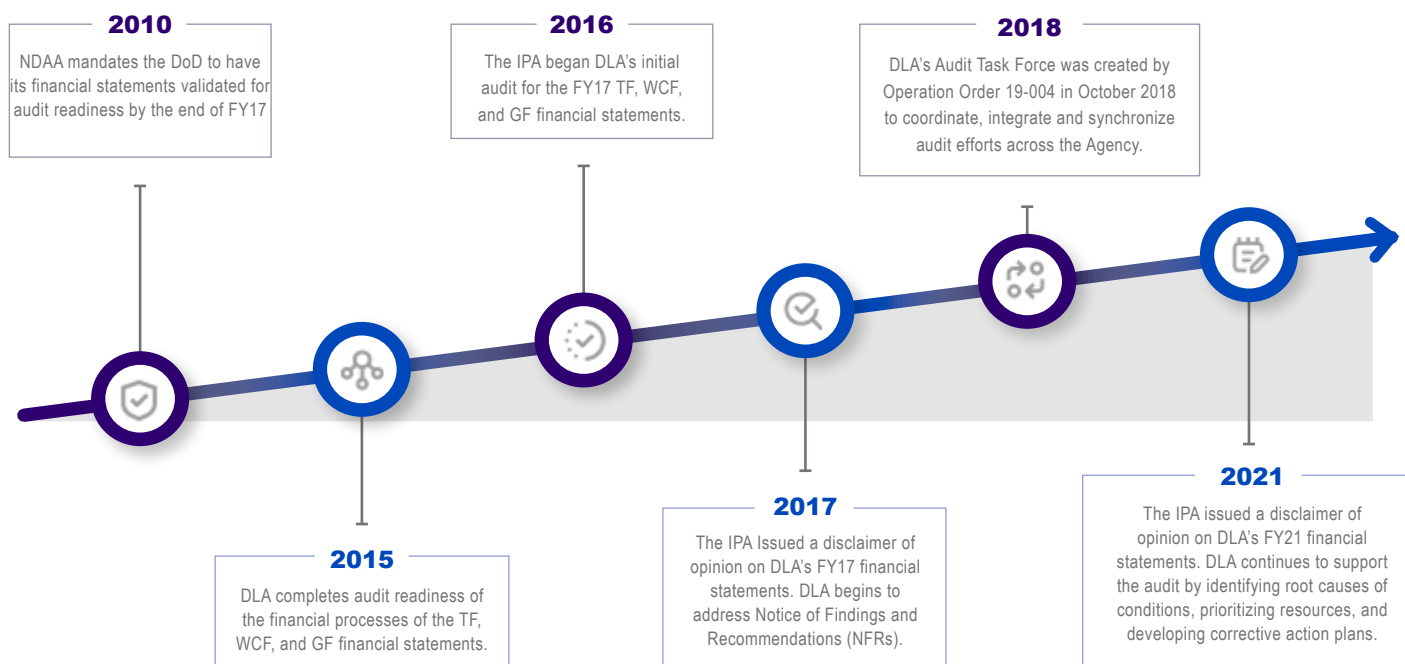 2010
NDAA mandates the DoD to have
its financial statements validated for
audit readiness by the end of FY17
2015
DLA completes audit readiness of
the financial processes of the TF,
WCF, and GF financial statements.
2016
The IPA began DLA's initial
audit for the FY17 TF, WCF,
and GF financial statements.
2017
The IPA Issued a disclaimer of
opinion on DLA's FY17 financial
statements. DLA begins to
address Notice of Findings and
Recommendations (NFRs).
2018
DLA's Audit Task Force was created by
Operation Order 19-004 in October 2018
to coordinate, integrate and synchronize
audit efforts across the Agency.
2021
The IPA issued a disclaimer of
opinion on DLA's FY21 financial
statements. DLA continues to support
the audit by identifying root causes of
conditions, prioritizing resources, and
developing corrective action plans.